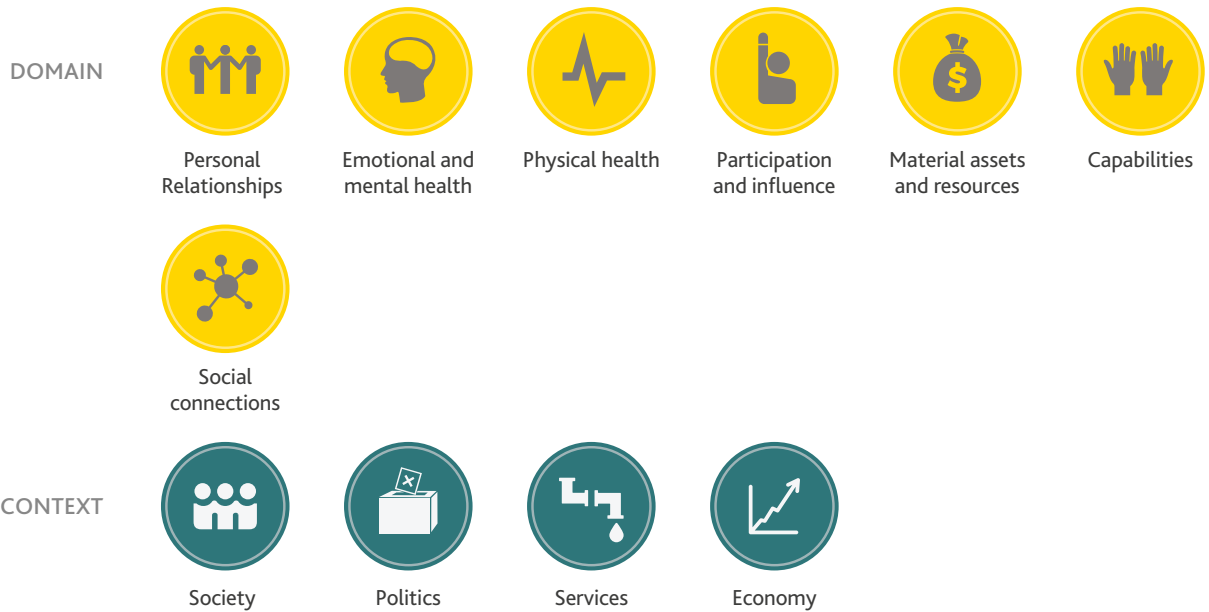 DOMAIN
$
Personal
Relationships
Emotional and
mental health
Physical health
Participation
and influence
Material assets
and resources
Capabilities
Social
connections
CONTEXT
Society
Politics
Services
Economy